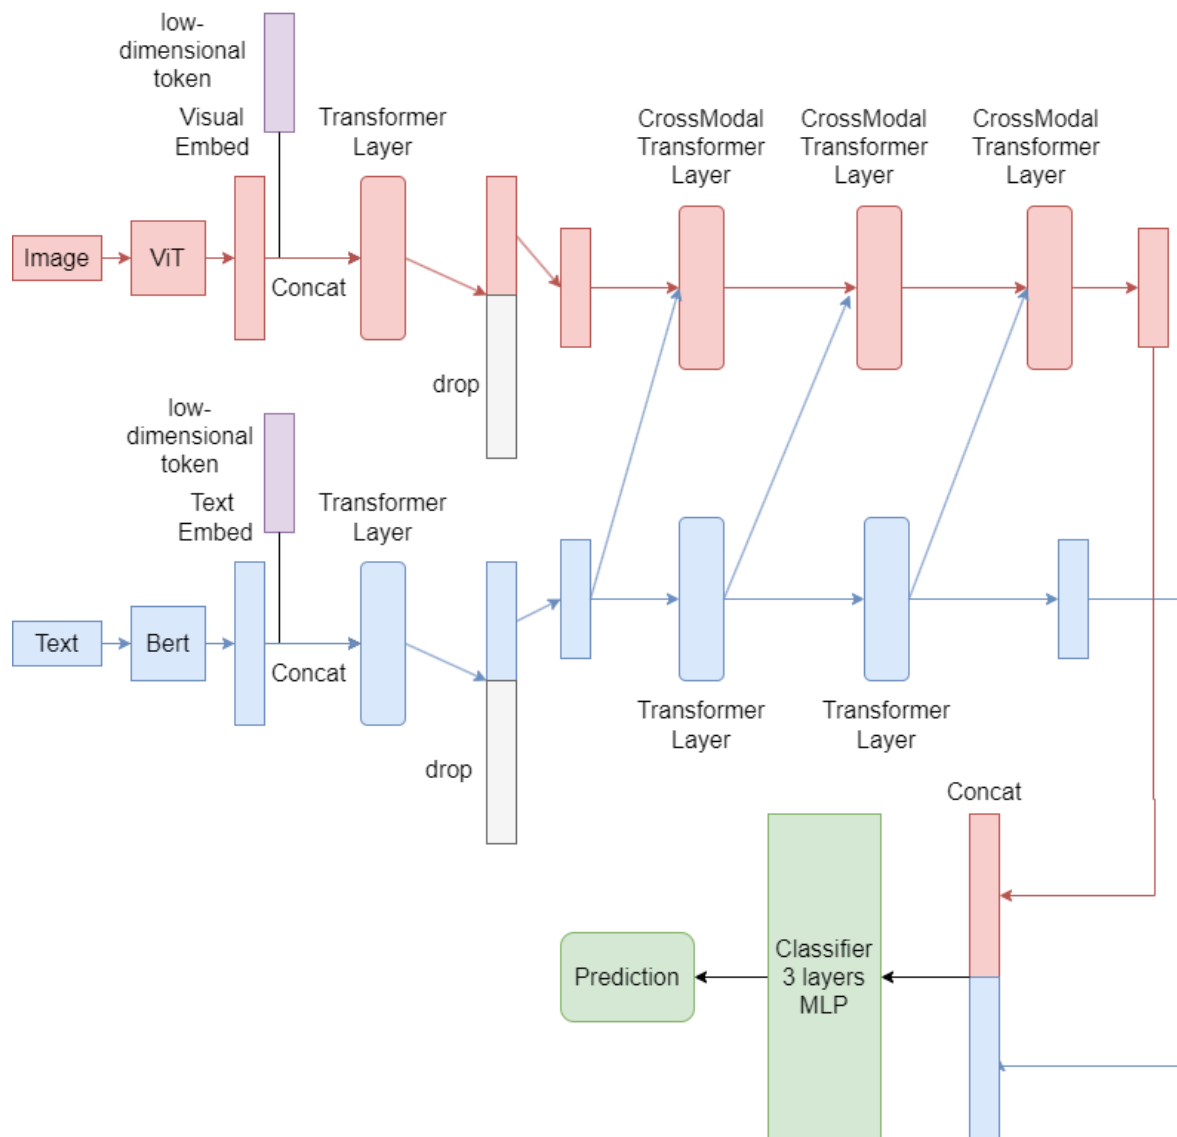 low-
dimensional
token
Visual
Embed
Transformer
Layer
CrossModal
Transformer
Layer
CrossModal
Transformer
Layer
CrossModal
Transformer
Layer
Image
ViT
Concat
drop
low-
dimensional
token
Text
Embed
Transformer
Layer
Text
Bert
Concat
drop
Transformer
Layer
Transformer
Layer
Concat
Classifier
3 layers
MLP
Prediction